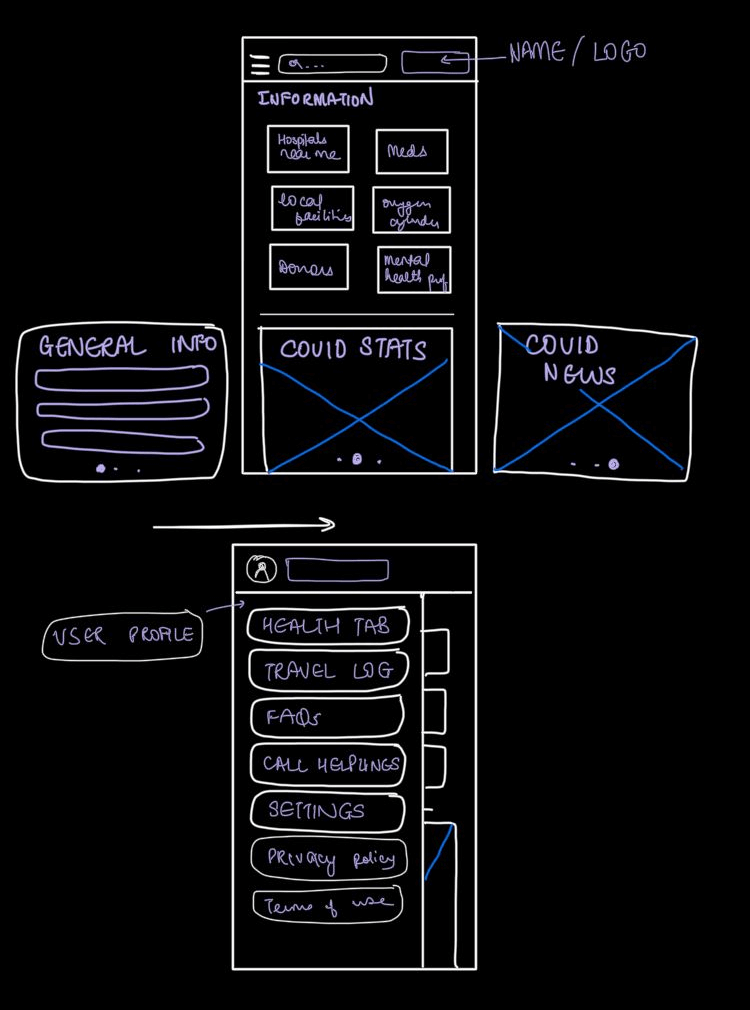 Q...
NAME / LOGO
INFORMATION
Hospitals
near me
Meds
local
facilities
oxygen
cylinder
Donors
Mental
health prof
GENERAL INFO
COVID STATS
COVID
NEWS
USER PROFILE
HEALTH TAB
TRAVEL LOG
FAQs
CALL HELPLINES
SETTINGS
PRIVACY policy
Terms of use